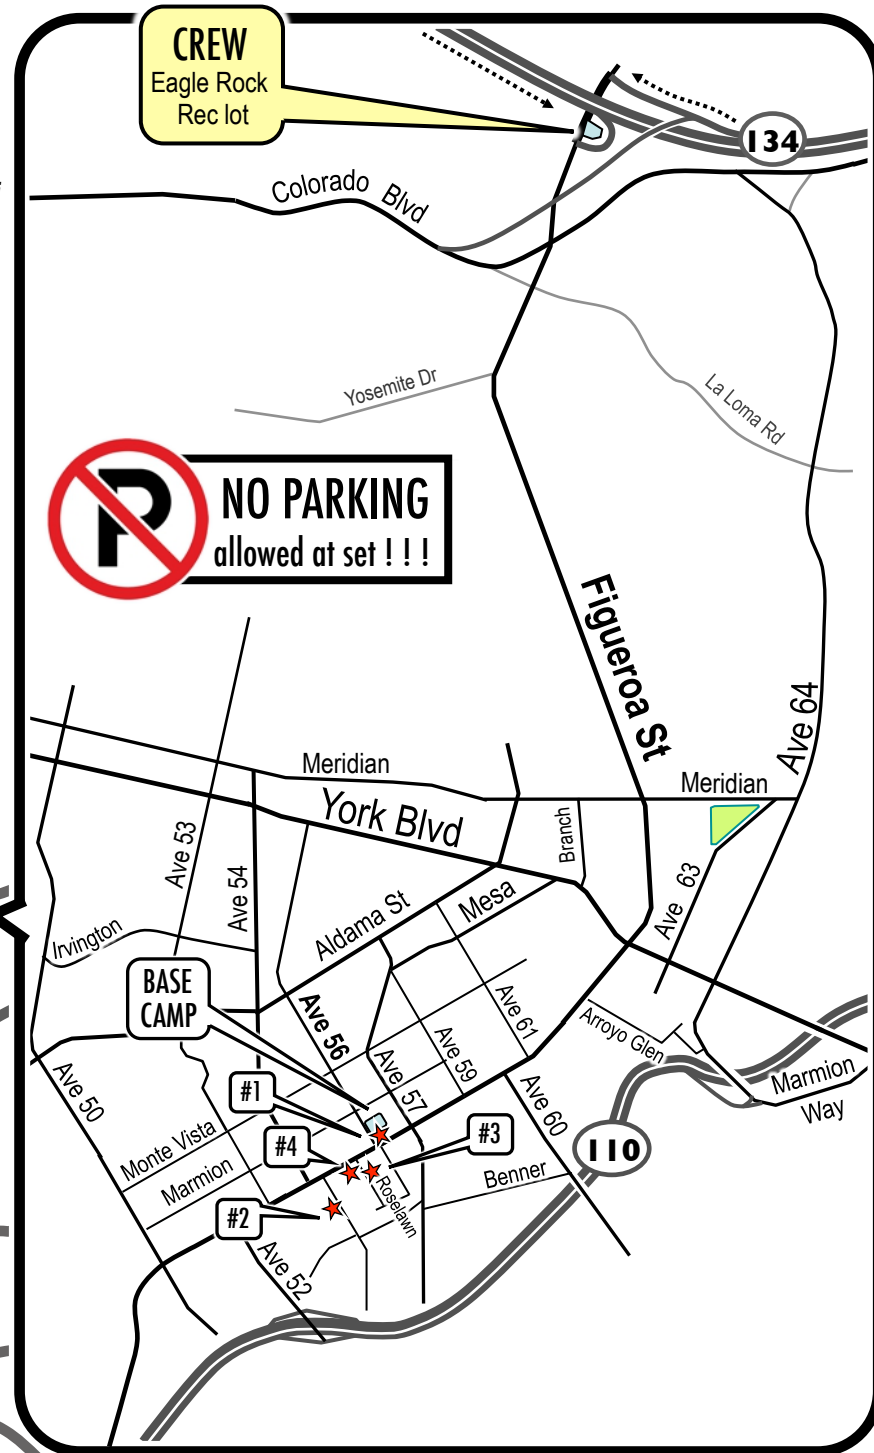 CREW
Eagle Rock
Rec lot
134
Colorado Blvd
Yosemite Dr
La Loma Rd
NO PARKING
allowed at set ! ! !
P
Figueroa St
Ave 64
Meridian
Meridian
York Blvd
Branch
Ave 53
Ave 54
Ave 63
Aldama St
Mesa
Irvington
BASE
CAMP
Ave 56
Ave 61
Arroyo Glen
Ave 59
Ave 57
Ave 50
Marmion
Way
#1
Ave 60
Monte Vista
#4
#3
110
Marmion
Benner
Roselawn
#2
Ave 52